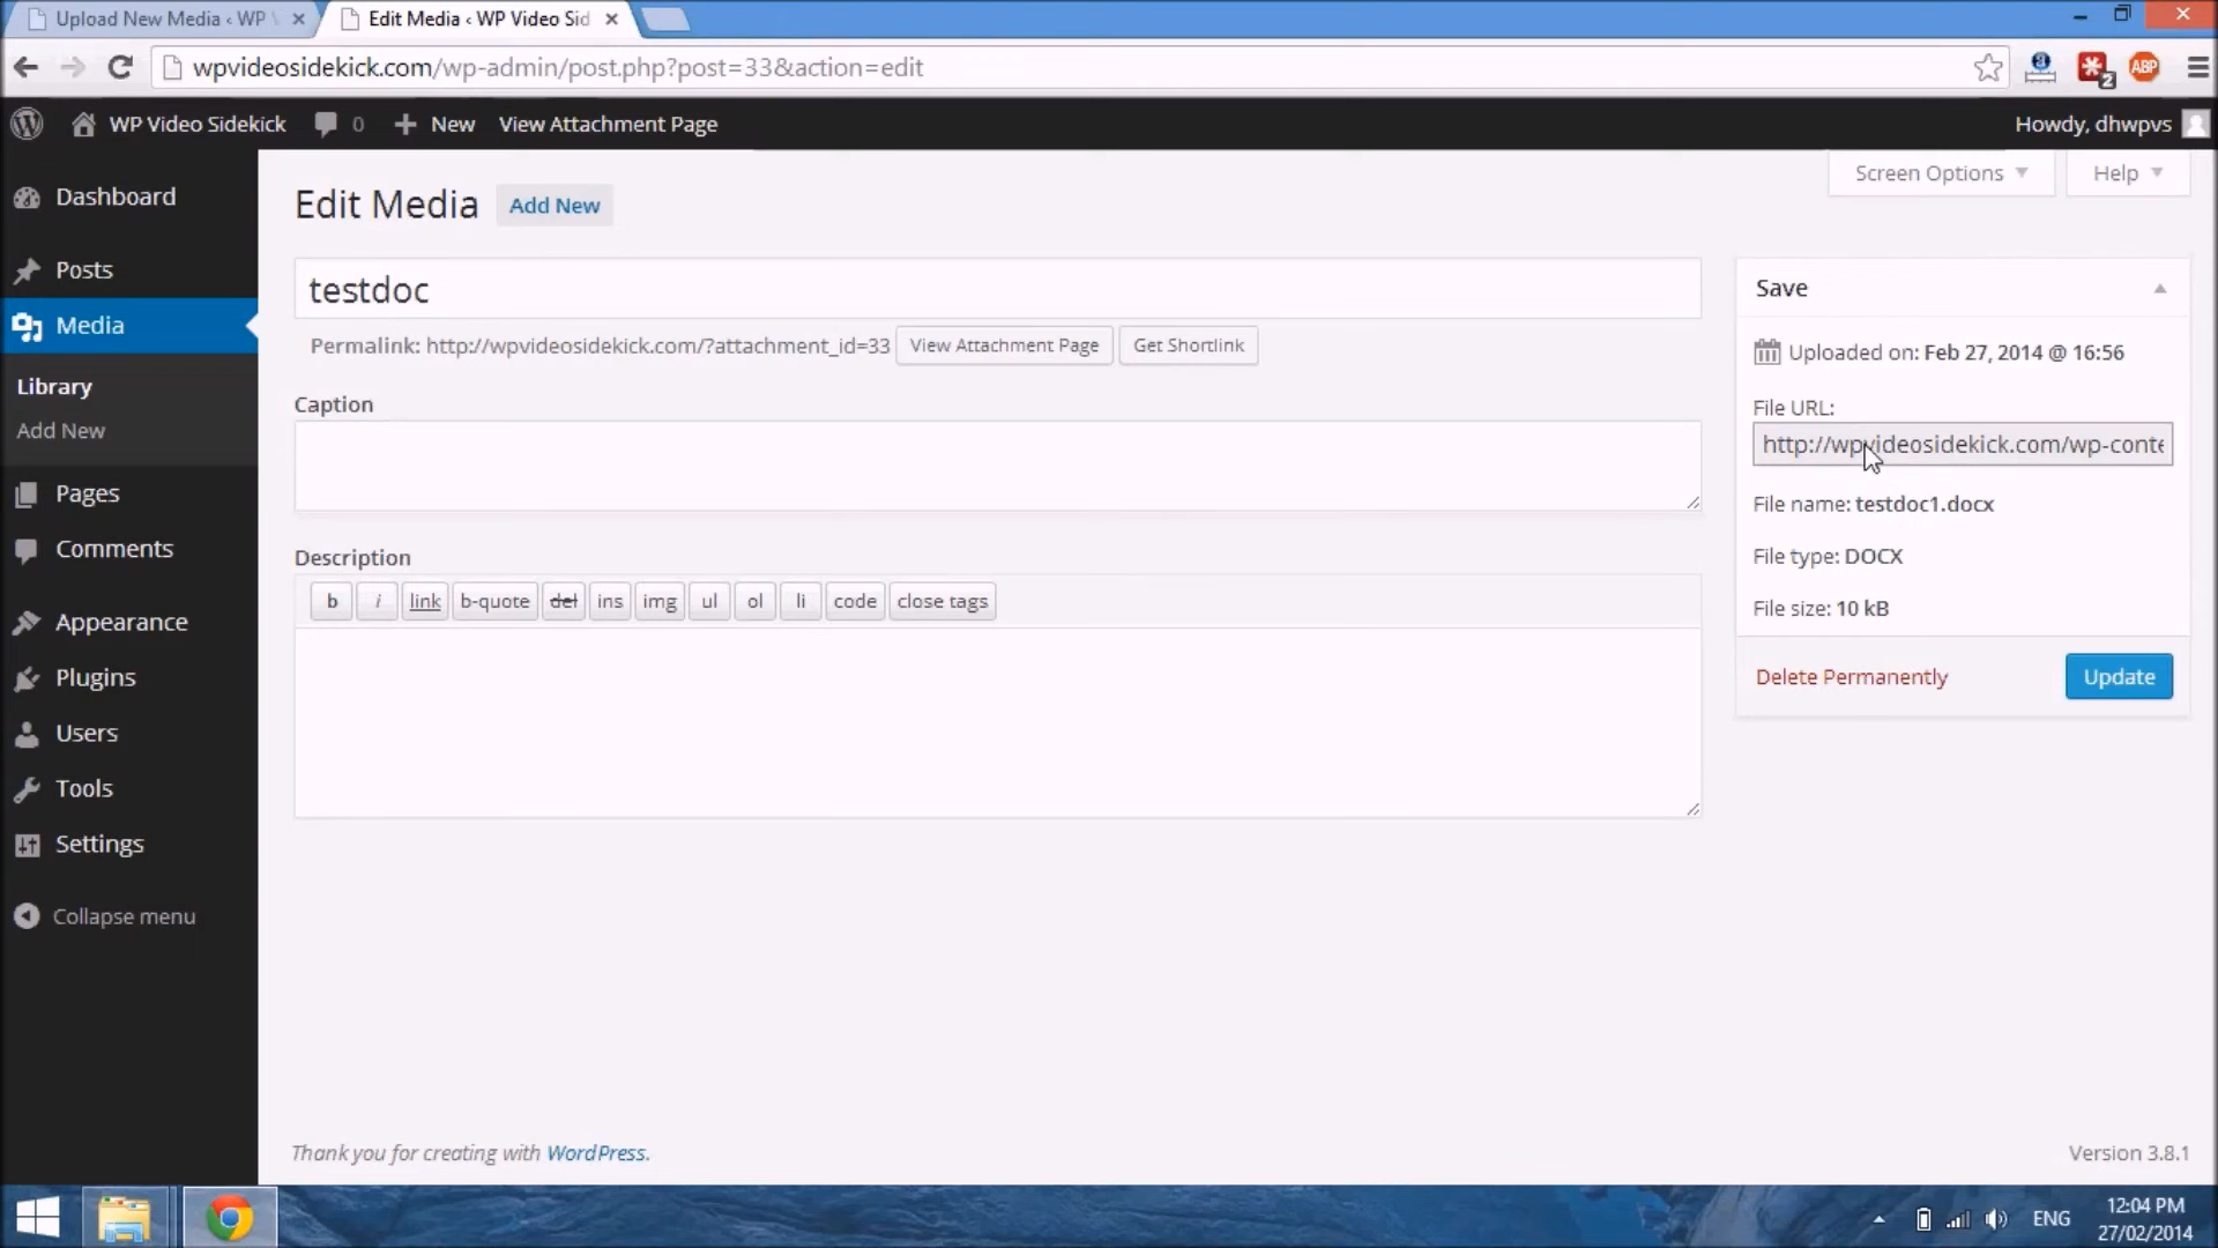 Upload New Media ‹ WP V
Edit Media ‹ WP Video Sid
wpvideosidekick.com/wp-admin/post.php?post=33&action=edit
2
ABP
WP Video Sidekick
0
New
View Attachment Page
Howdy, dhwpvs
Screen Options
Help
Dashboard
Posts
Media
Library
Add New
Pages
Comments
Appearance
Plugins
Users
Tools
Settings
Collapse menu
Edit Media
Add New
testdoc
Permalink: http://wpvideosidekick.com/?attachment_id=33
View Attachment Page
Get Shortlink
Caption
Description
b
i
link
b-quote
del
ins
img
ul
ol
li
code
close tags
Save
Uploaded on: Feb 27, 2014 @ 16:56
File URL:
http://wpvideosidekick.com/wp-conte
File name: testdoc1.docx
File type: DOCX
File size: 10 kB
Delete Permanently
Update
Thank you for creating with WordPress.
Version 3.8.1
ENG
12:04 PM
27/02/2014